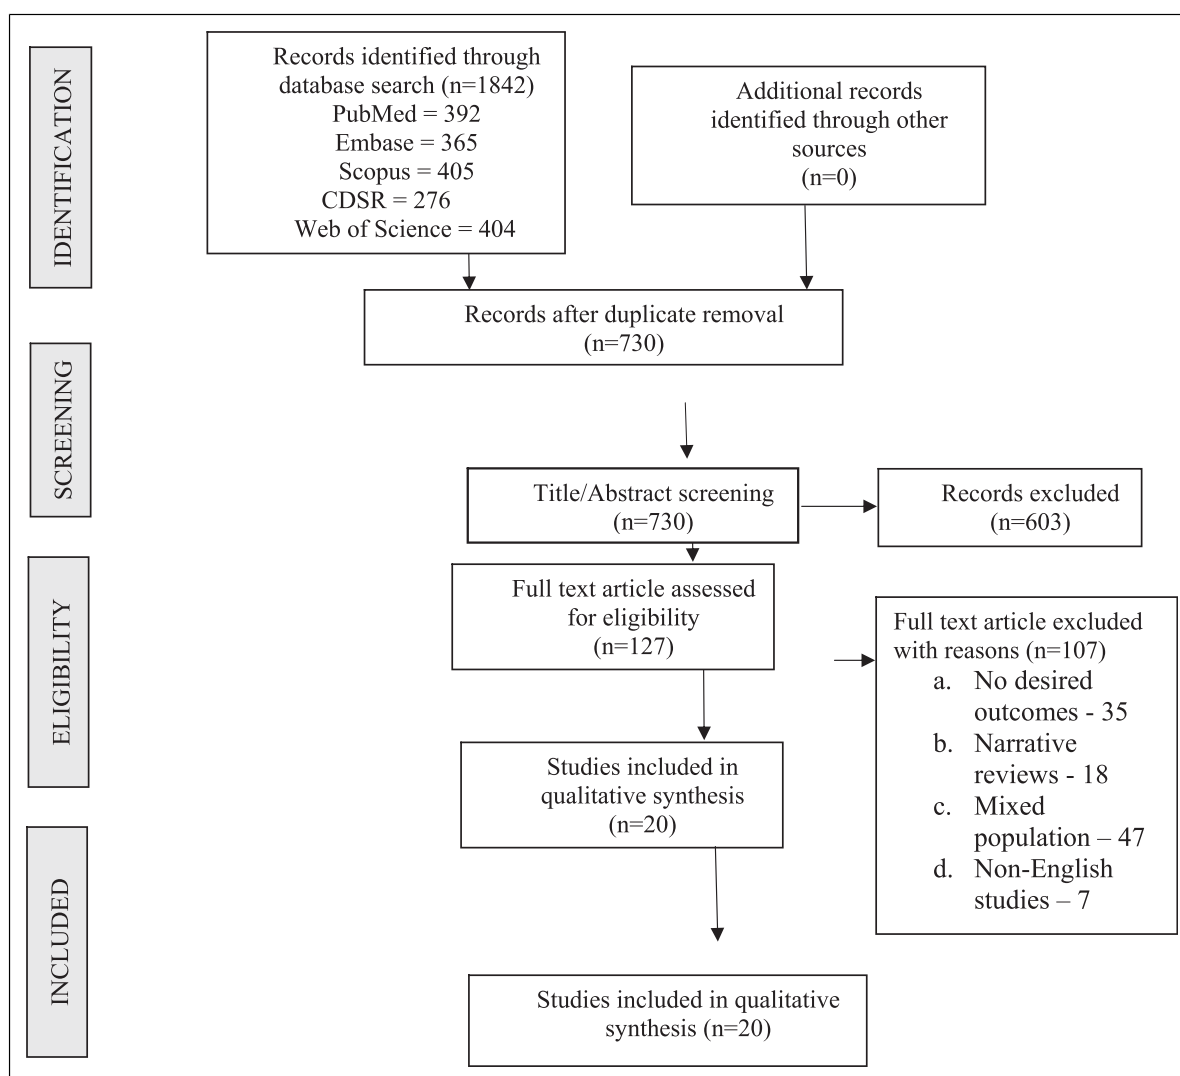 IDENTIFICATION
Records identified through
database search (n=1842)
PubMed = 392
Embase = 365
Scopus = 405
CDSR = 276
Web of Science = 404
Additional records
identified through other
sources
(n=0)
Records after duplicate removal
(n=730)
SCREENING
Title/Abstract screening
(n=730)
Records excluded
(n=603)
ELIGIBILITY
Full text article assessed
for eligibility
(n=127)
Full text article excluded
with reasons (n=107)
a. No desired
outcomes - 35
b. Narrative
reviews - 18
c. Mixed
population – 47
d. Non-English
studies – 7
Studies included in
qualitative synthesis
(n=20)
INCLUDED
Studies included in qualitative
synthesis (n=20)